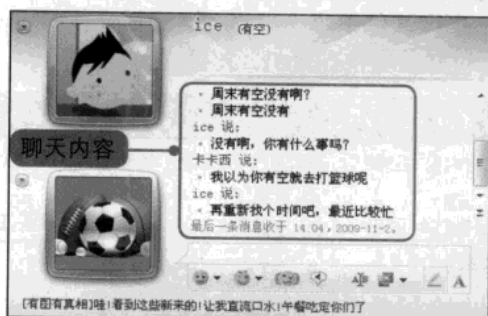 ice (有空)
周末有空没有啊?
周末有空没有
ice 说:
没有啊,你有什么事吗?
聊天内容
卡卡西 说:
我以为你有空就去打篮球呢
ice 说:
再重新找个时间吧,最近比较忙
最后一条消息收于 14:04,2009-11-2。
[有图有真相]哇!看到这些新来的!让我直流口水!午餐吃定你们了